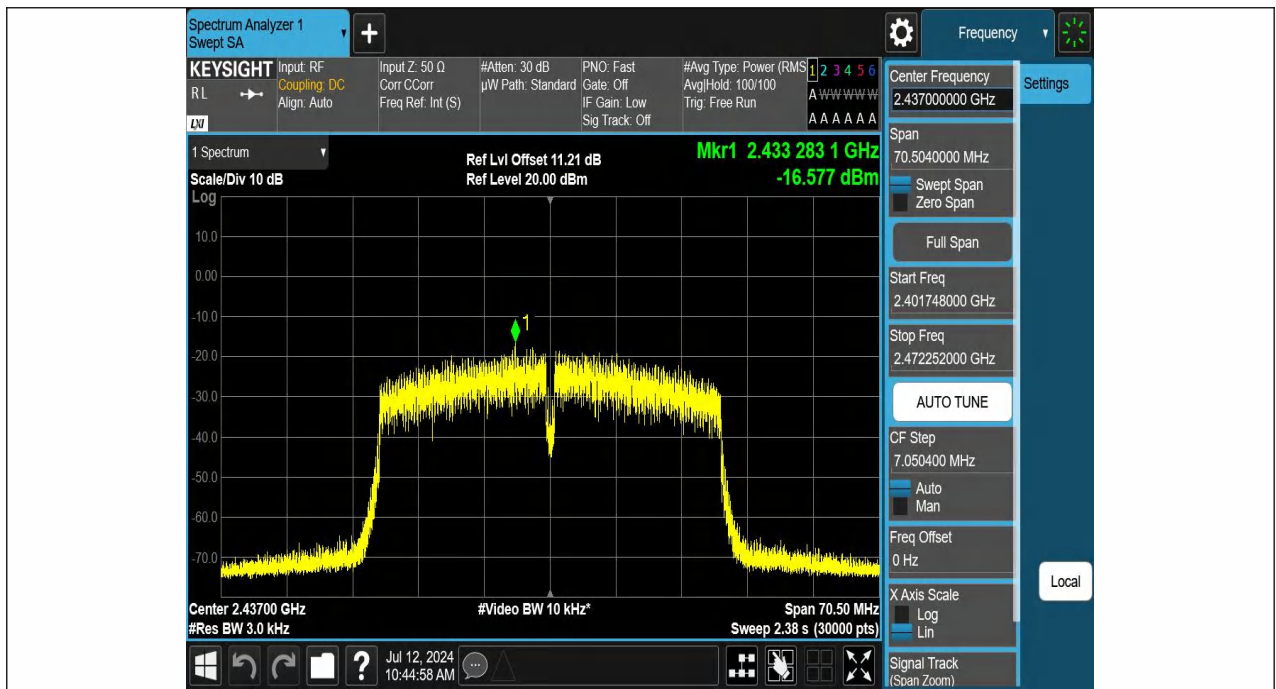 Spectrum Analyzer 1
Swept SA
+
Frequency
KEYSIGHT
RL
LXI
Input: RF
Coupling: DC
Align: Auto
Input Z: 50 Ω
Corr CCorr
Freq Ref: Int (S)
#Atten: 30 dB
µW Path: Standard
PNO: Fast
Gate: Off
IF Gain: Low
Sig Track: Off
#Avg Type: Power (RMS
Avg|Hold: 100/100
Trig: Free Run
1 2 3 4 5 6
A W W W W W
A A A A A A
1 Spectrum
Scale/Div 10 dB
Log
Ref Lvl Offset 11.21 dB
Ref Level 20.00 dBm
Mkr1 2.433 283 1 GHz
-16.577 dBm
10.0
0.00
-10.0
-20.0
-30.0
-40.0
-50.0
-60.0
-70.0
1
Center 2.43700 GHz
#Res BW 3.0 kHz
#Video BW 10 kHz*
Span 70.50 MHz
Sweep 2.38 s (30000 pts)
Center Frequency
2.437000000 GHz
Span
70.5040000 MHz
Swept Span
Zero Span
Full Span
Start Freq
2.401748000 GHz
Stop Freq
2.472252000 GHz
AUTO TUNE
CF Step
7.050400 MHz
Auto
Man
Freq Offset
0 Hz
X Axis Scale
Log
Lin
Signal Track
(Span Zoom)
Settings
Local
?
Jul 12, 2024
10:44:58 AM